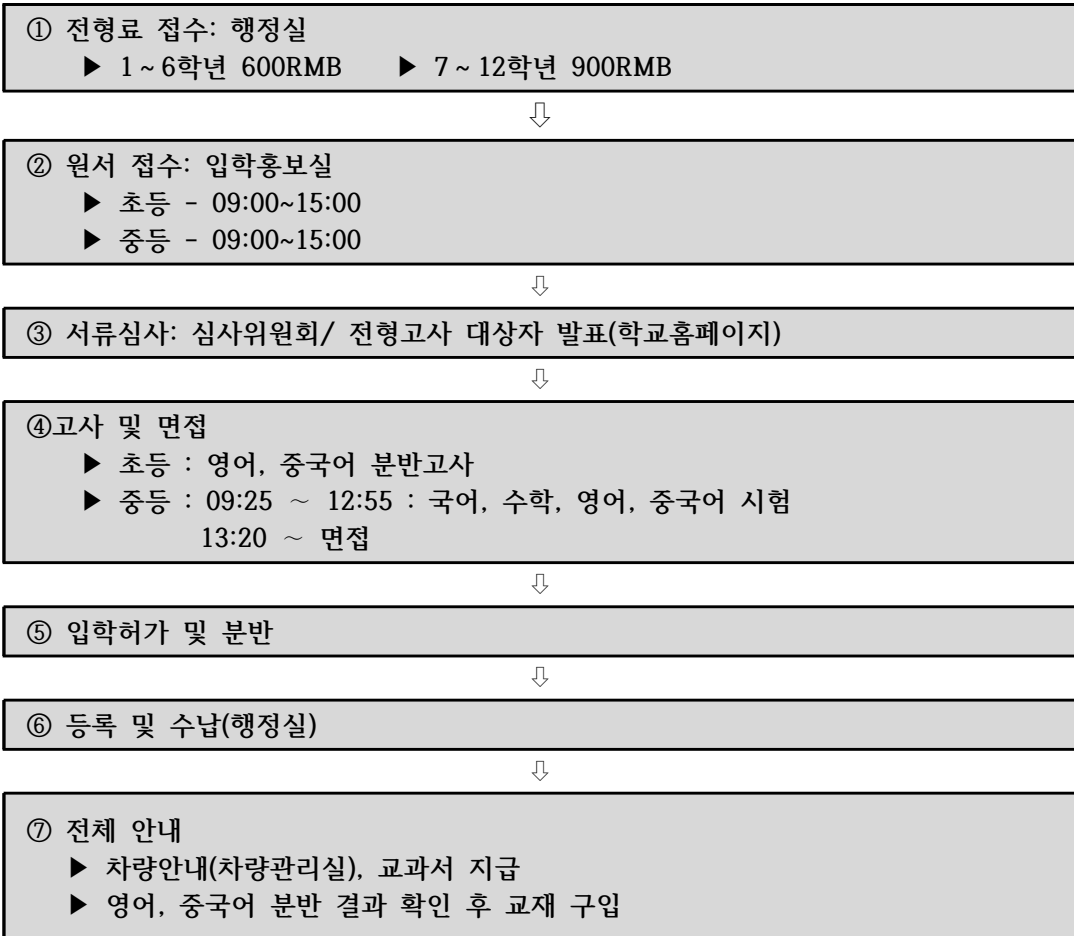 ① 전형료 접수: 행정실
▶ 1~6학년 600RMB ▶ 7~12학년 900RMB
⇩
② 원서 접수: 입학홍보실
▶ 초등 - 09:00~15:00
▶ 중등 - 09:00~15:00
⇩
③ 서류심사: 심사위원회/ 전형고사 대상자 발표(학교홈페이지)
⇩
④고사 및 면접
▶ 초등 : 영어, 중국어 분반고사
▶ 중등 : 09:25 ~ 12:55 : 국어, 수학, 영어, 중국어 시험
13:20 ~ 면접
⇩
⑤ 입학허가 및 분반
⇩
⑥ 등록 및 수납(행정실)
⇩
⑦ 전체 안내
▶ 차량안내(차량관리실), 교과서 지급
▶ 영어, 중국어 분반 결과 확인 후 교재 구입